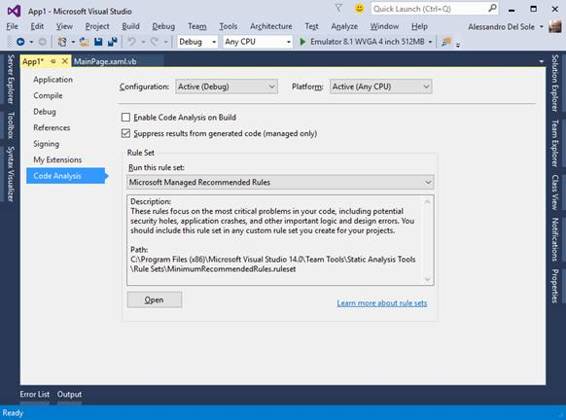 App1 - Microsoft Visual Studio
Quick Launch (Ctrl+Q)
File Edit View Project Build Debug Team Tools Architecture Test Analyze Window Help
Alessandro Del Sole
Debug Any CPU Emulator 8.1 WVGA 4 inch 512MB
App1* MainPage.xaml.vb
Server Explorer
Toolbox
Syntax Visualizer
Application
Compile
Debug
References
Signing
My Extensions
Code Analysis
Configuration: Active (Debug) Platform: Active (Any CPU)
Enable Code Analysis on Build
Suppress results from generated code (managed only)
Rule Set
Run this rule set:
Microsoft Managed Recommended Rules
Description:
These rules focus on the most critical problems in your code, including potential
security holes, application crashes, and other important logic and design errors. You
should include this rule set in any custom rule set you create for your projects.
Path:
C:\Program Files (x86)\Microsoft Visual Studio 14.0\Team Tools\Static Analysis Tools
\Rule Sets\MinimumRecommendedRules.ruleset
Open
Learn more about rule sets
Solution Explorer
Team Explorer
Class View
Notifications
Properties
Error List Output
Ready